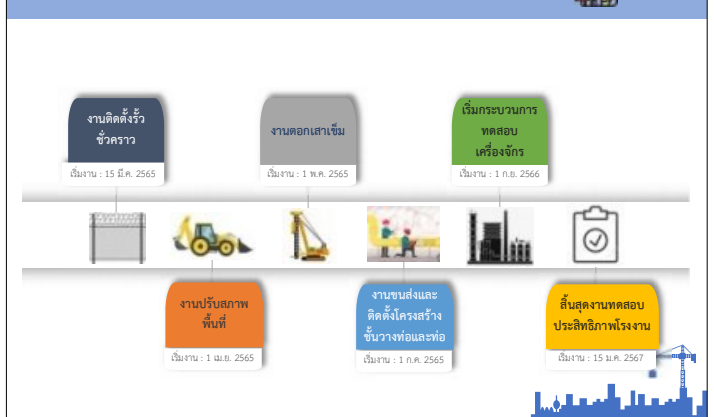 งานติดตั้งรั้ว
ชั่วคราว
เริ่มงาน : 15 มี.ค. 2565
งานตอกเสาเข็ม
เริ่มงาน : 1 พ.ค. 2565
เริ่มกระบวนการ
ทดสอบ
เครื่องจักร
เริ่มงาน : 1 ก.ย. 2566
งานปรับสภาพ
พื้นที่
เริ่มงาน : 1 เม.ย. 2565
งานขนส่งและ
ติดตั้งโครงสร้าง
ชั้นวางท่อและท่อ
เริ่มงาน : 1 ก.ค. 2565
สิ้นสุดงานทดสอบ
ประสิทธิภาพโรงงาน
เริ่มงาน : 15 ม.ค. 2567